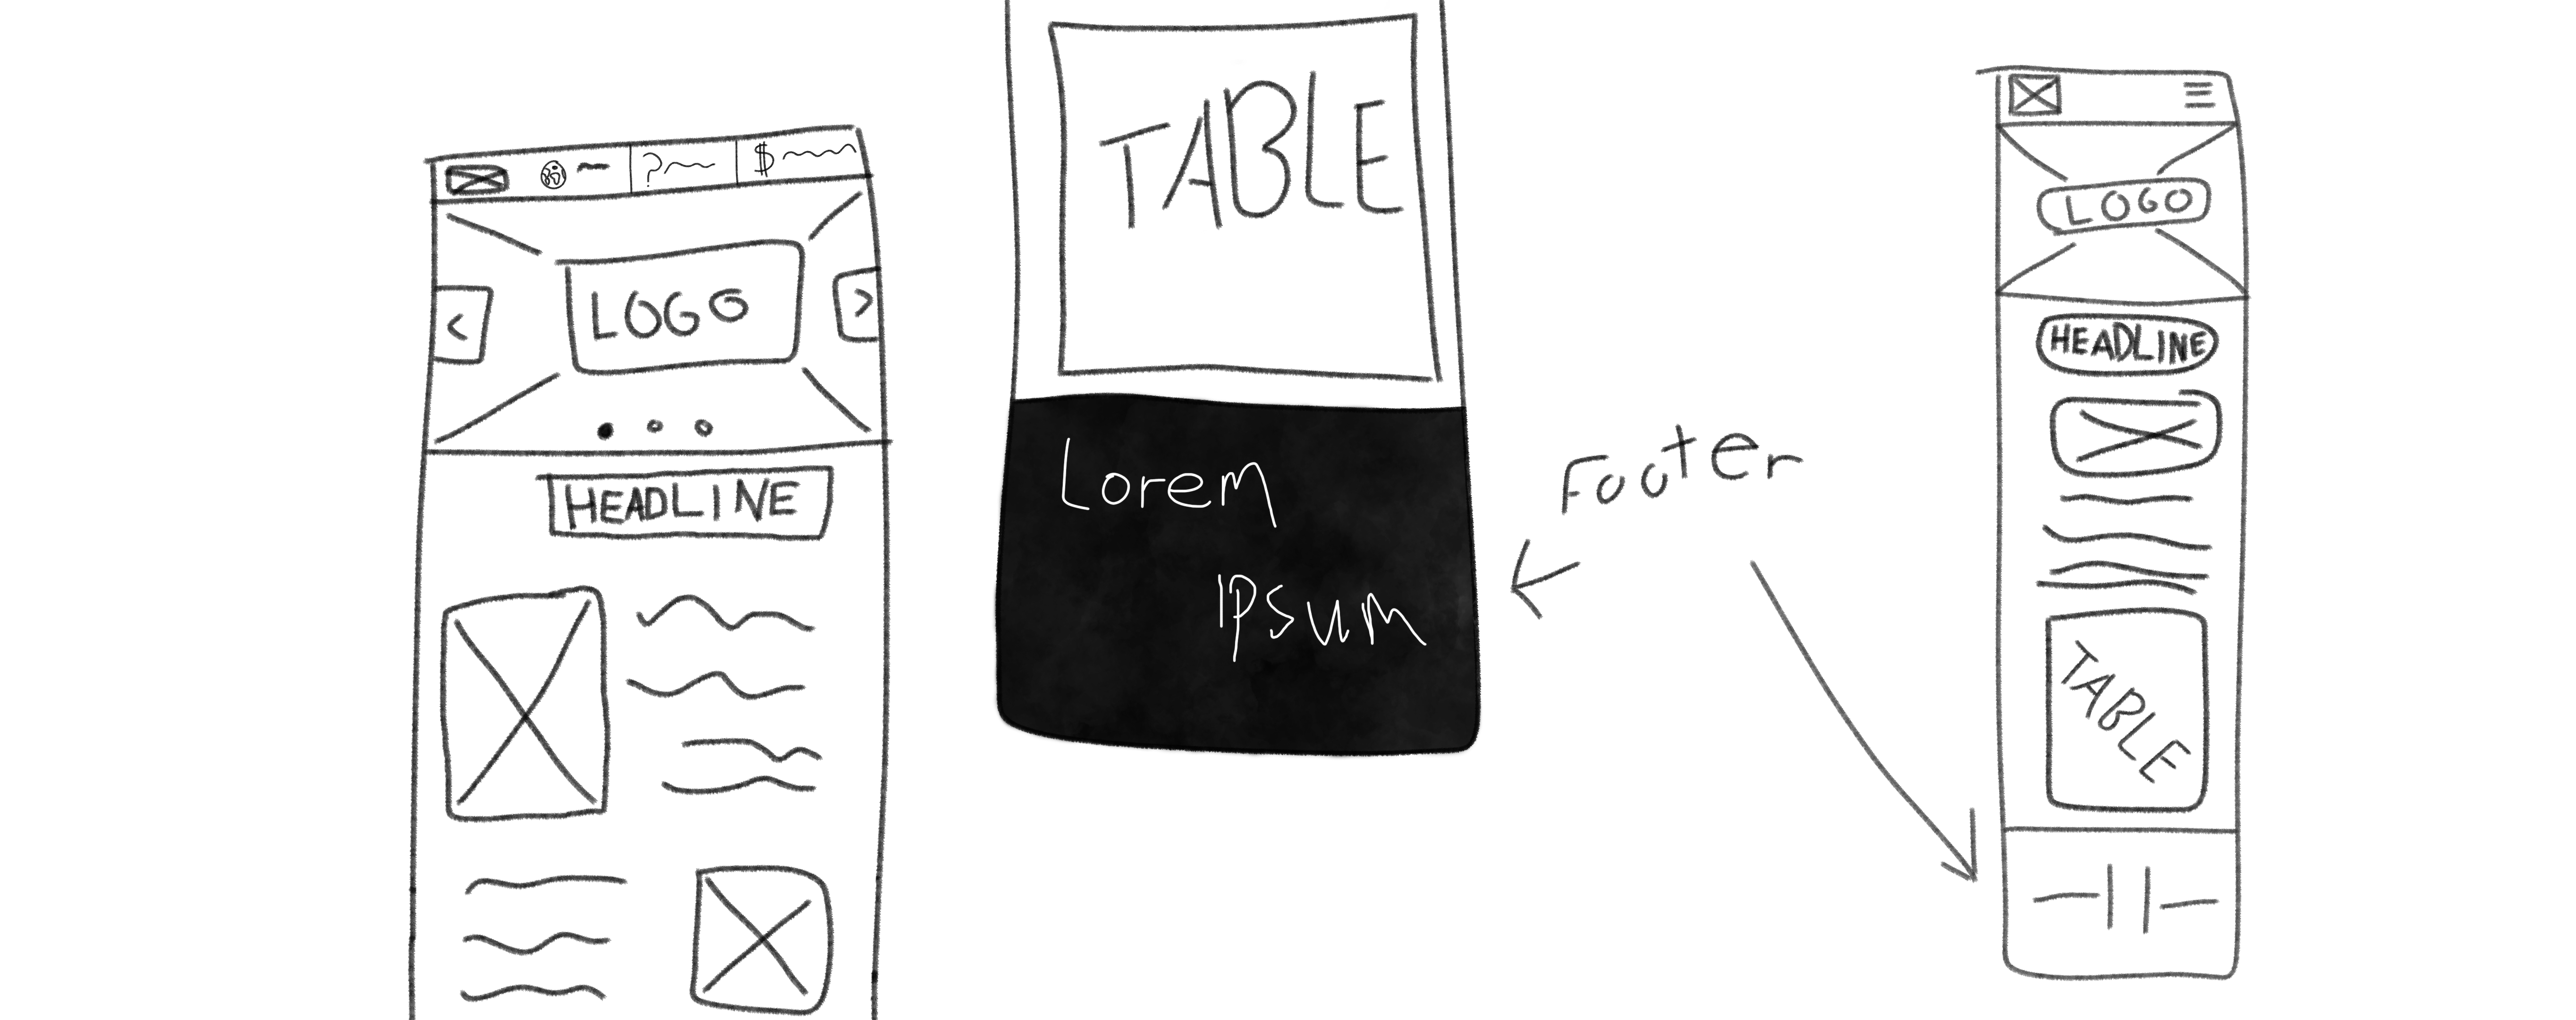 ? $
<
LOGO
>
HEADLINE
TABLE
Lorem
Ipsum
Footer
LOGO
HEADLINE
TABLE